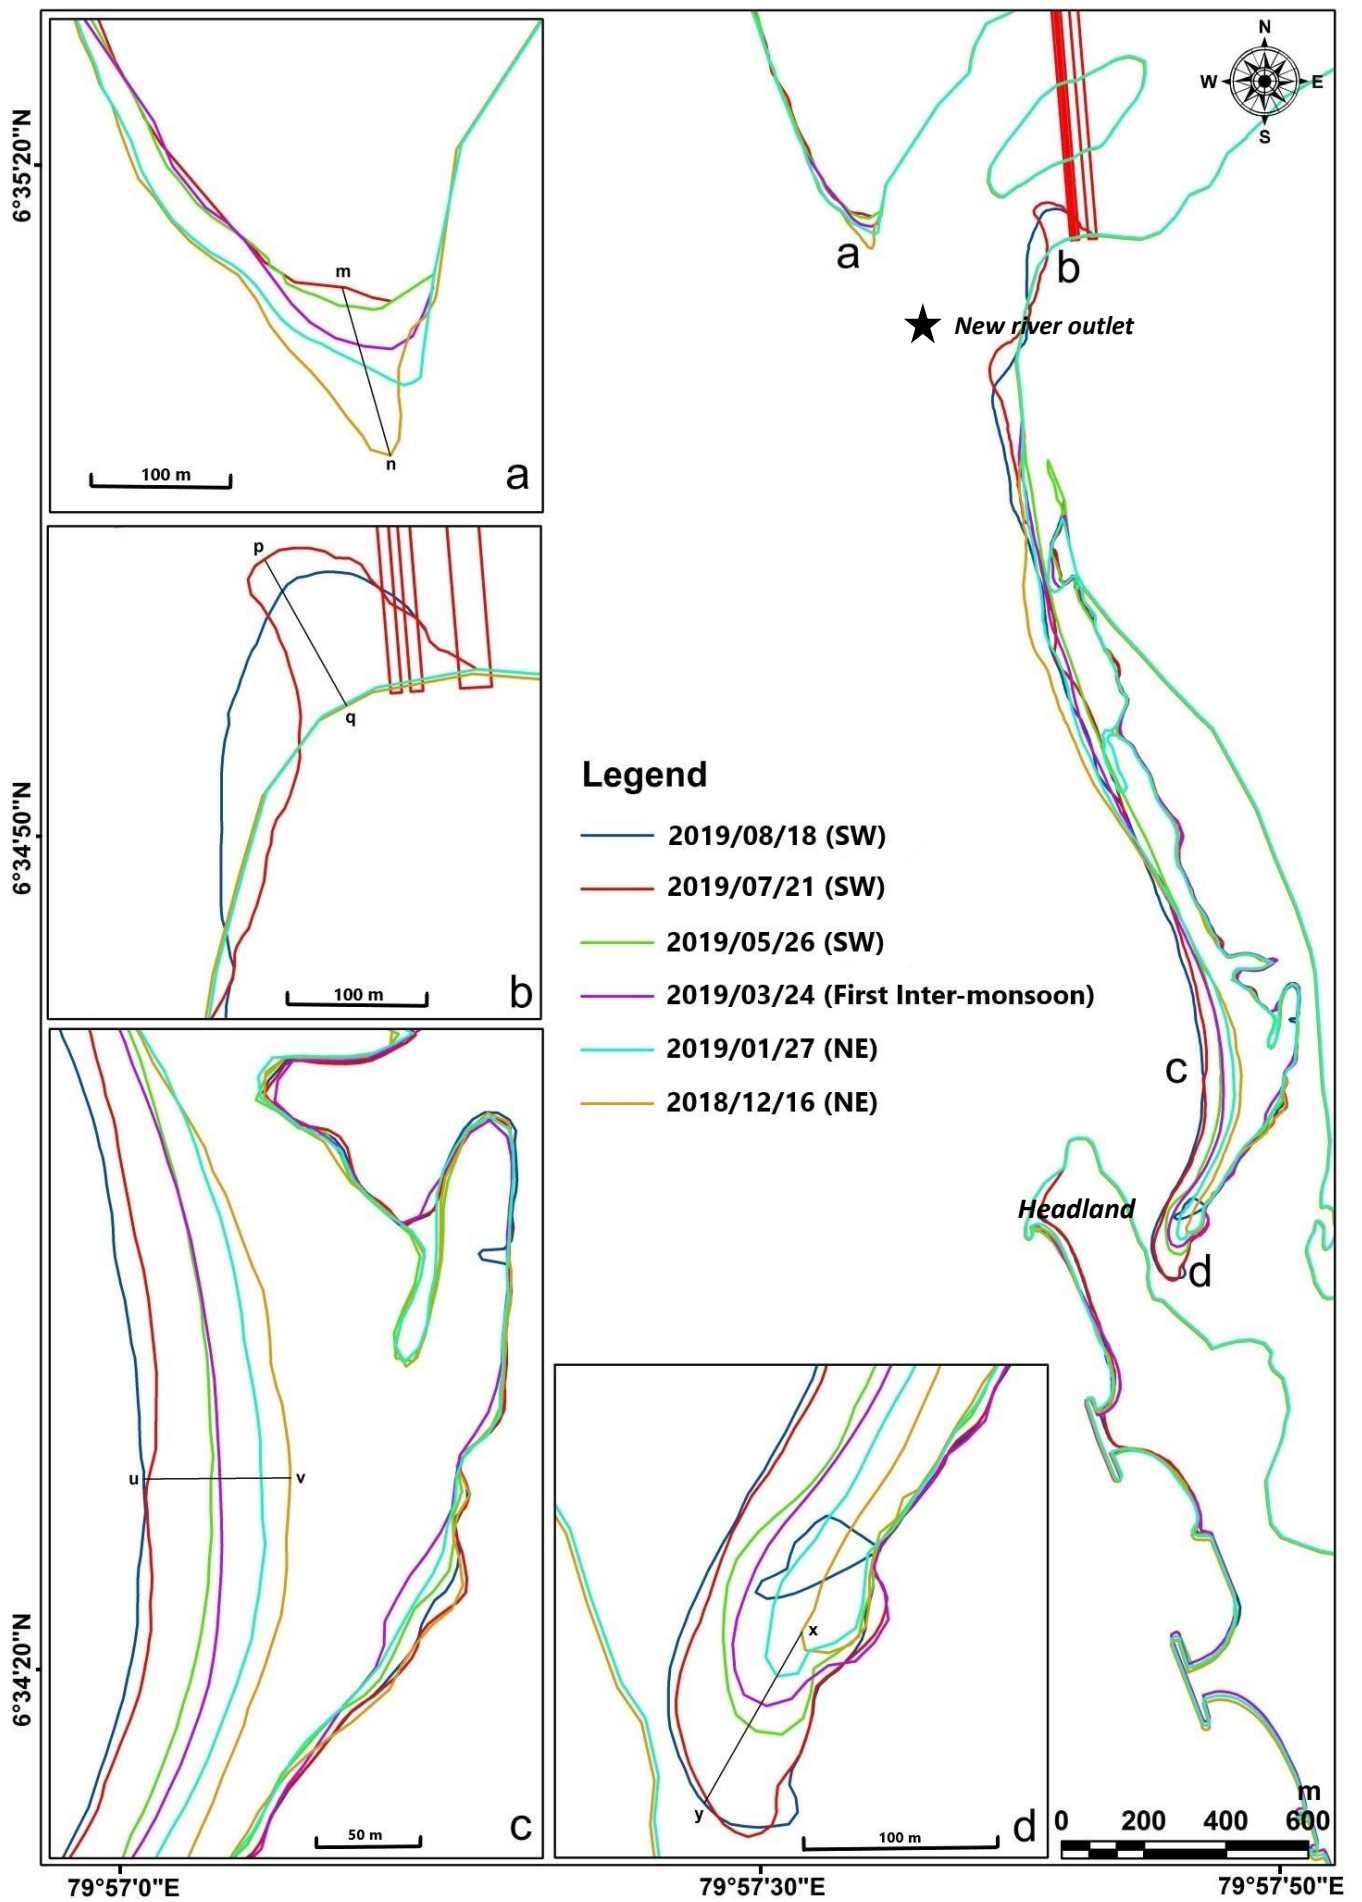 N
W E
S
6°35'20"N
6°34'50"N
6°34'20"N
m
n
100 m
a
a
b
New river outlet
p
q
100 m
b
Legend
2019/08/18 (SW)
2019/07/21 (SW)
2019/05/26 (SW)
2019/03/24 (First Inter-monsoon)
2019/01/27 (NE)
2018/12/16 (NE)
c
Headland
d
u
v
50 m
c
x
y
100 m
d
m
0 200 400 600
79°57'0"E
79°57'30"E
79°57'50"E